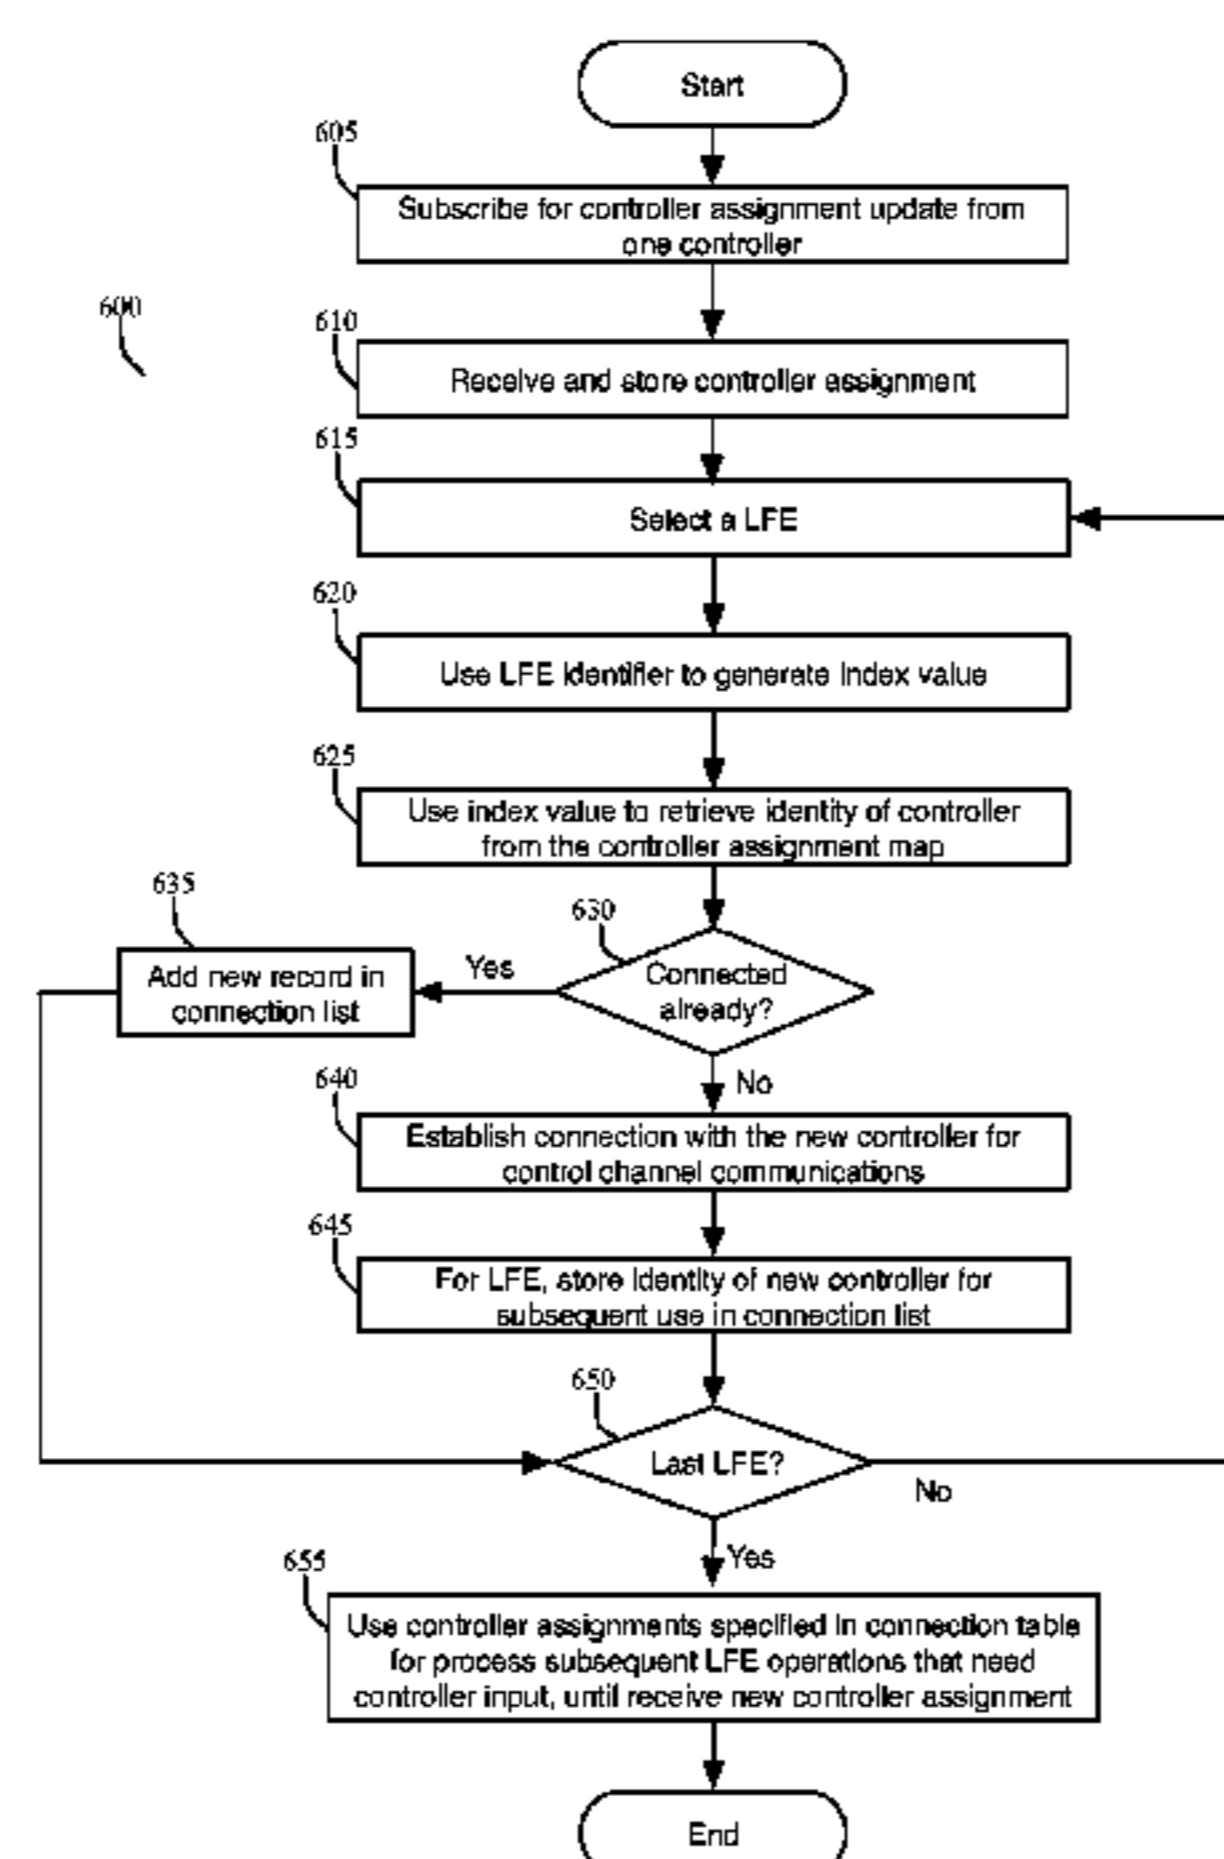 Start
605
Subscribe for controller assignment update from
one controller
600
610
Receive and store controller assignment
615
Select a LFE
620
Use LFE identifier to generate index value
625
Use index value to retrieve identity of controller
from the controller assignment map
635
630
Add new record in
connection list
Yes
Connected
already?
640
No
Establish connection with the new controller for
control channel communications
645
For LFE, store identity of new controller for
subsequent use in connection list
650
Last LFE?
No
655
Yes
Use controller assignments specified in connection table
for process subsequent LFE operations that need
controller input, until receive new controller assignment
End